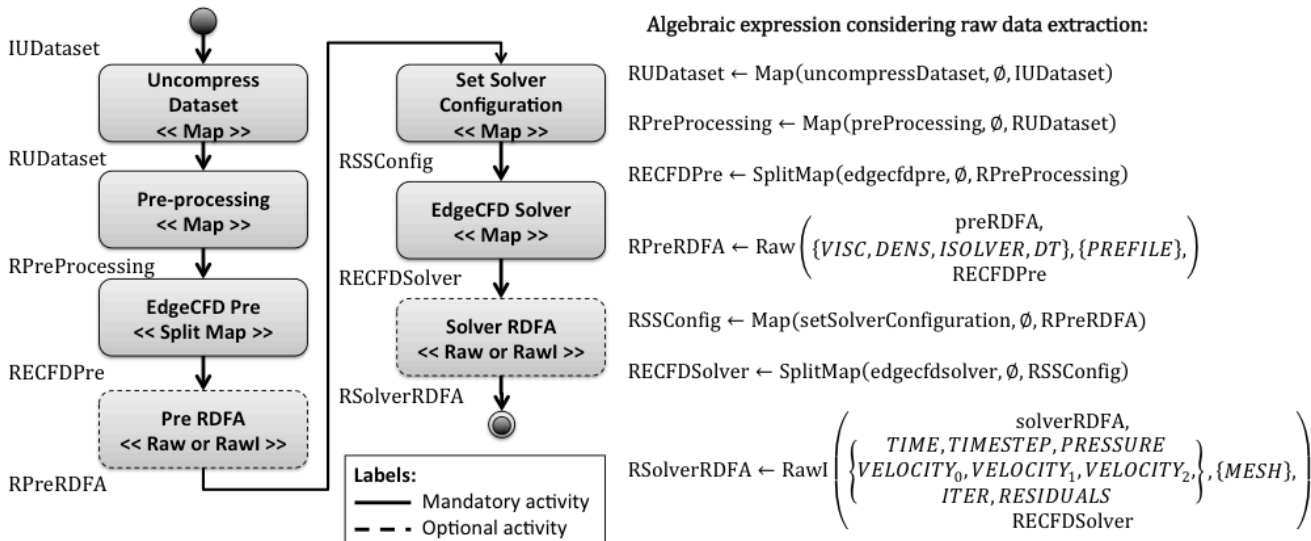 IUDataset
Uncompress
Dataset
<< Map >>
RUDataset
Pre-processing
<< Map >>
RPreProcessing
EdgeCFD Pre
<< Split Map >>
RECFDPre
Pre RDFA
<< Raw or RawI >>
RPreRDFA
Set Solver
Configuration
<< Map >>
RSSConfig
EdgeCFD Solver
<< Map >>
RECFDSolver
Solver RDFA
<< Raw or RawI >>
RSolverRDFA
Labels:
Mandatory activity
Optional activity
Algebraic expression considering raw data extraction:
RUDataset ← Map(uncompressDataset, ∅, IUDataset)
RPreProcessing ← Map(preProcessing, ∅, RUDataset)
RECFDPre ← SplitMap(edgecfdpre, ∅, RPreProcessing)
preRDFA,
RPreRDFA ← Raw ( {VISC, DENS, ISOLVER, DT}, {PREFILE}, )
RECFDPre
RSSConfig ← Map(setSolverConfiguration, ∅, RPreRDFA)
RECFDSolver ← SplitMap(edgecfdsolver, ∅, RSSConfig)
solverRDFA,
TIME, TIMESTEP, PRESSURE
RSolverRDFA ← RawI ( { VELOCITY₀, VELOCITY₁, VELOCITY₂, } , {MESH}, )
ITER, RESIDUALS
RECFDSolver